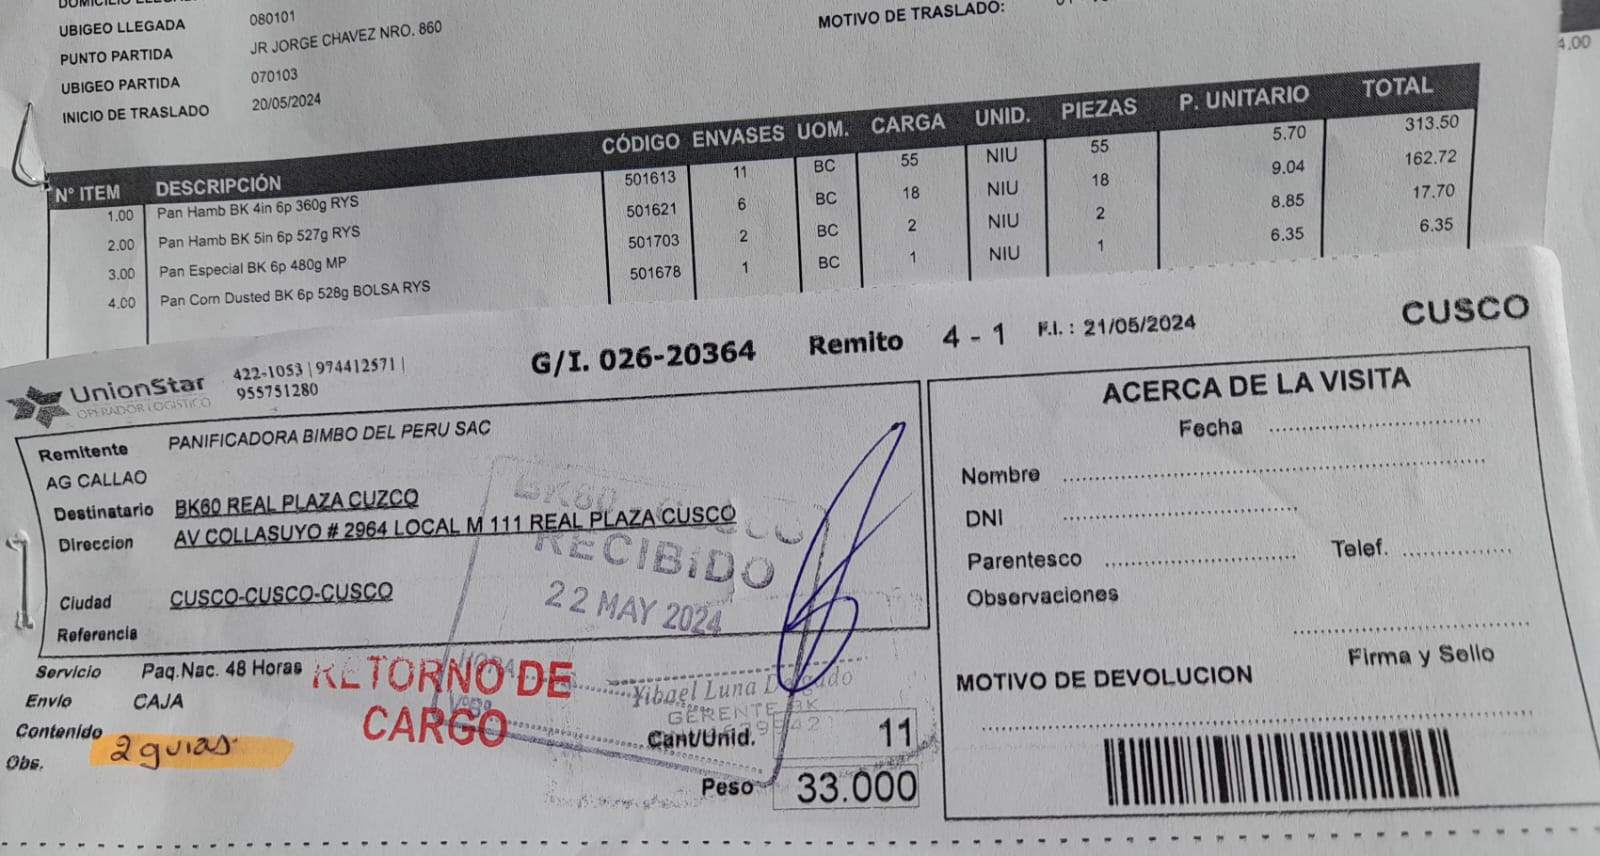 UBIGEO LLEGADA 080101
MOTIVO DE TRASLADO:
PUNTO PARTIDA JR JORGE CHAVEZ NRO. 860
UBIGEO PARTIDA 070103
INICIO DE TRASLADO 20/05/2024
4.00
N° ITEM DESCRIPCIÓN CÓDIGO ENVASES UOM. CARGA UNID. PIEZAS P. UNITARIO TOTAL
1.00 Pan Hamb BK 4in 6p 360g RYS 501613 11 BC 55 NIU 55 5.70 313.50
2.00 Pan Hamb BK 5in 6p 527g RYS 501621 6 BC 18 NIU 18 9.04 162.72
3.00 Pan Especial BK 6p 480g MP 501703 2 BC 2 NIU 2 8.85 17.70
4.00 Pan Corn Dusted BK 6p 528g BOLSA RYS 501678 1 BC 1 NIU 1 6.35 6.35
UnionStar
OPERADOR LOGISTICO
422-1053 | 974412571 |
955751280
G/I. 026-20364 Remito 4 - 1 F.I. : 21/05/2024 CUSCO
Remitente PANIFICADORA BIMBO DEL PERU SAC
AG CALLAO
Destinatario BK60 REAL PLAZA CUZCO
Direccion AV COLLASUYO # 2964 LOCAL M 111 REAL PLAZA CUSCO
Ciudad CUSCO-CUSCO-CUSCO
Referencia
BK60 CUSCO
RECIBIDO
22 MAY 2024
HORA
VºBº
Yibael Luna Delgado
GERENTE BK
Servicio Paq.Nac. 48 Horas
Envio CAJA
Contenido
Obs. 2 guias.
RETORNO DE
CARGO
Cant/Unid. 11
Peso 33.000
ACERCA DE LA VISITA
Fecha
Nombre
DNI
Parentesco Telef.
Observaciones
Firma y Sello
MOTIVO DE DEVOLUCION